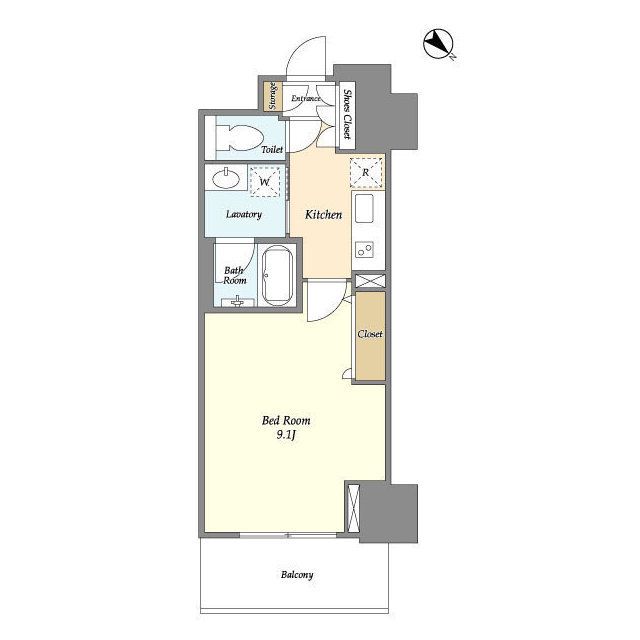 N
Storage
Entrance
Shoes Closet
Toilet
W
R
Lavatory
Kitchen
Bath
Room
Closet
Bed Room
9.1J
Balcony